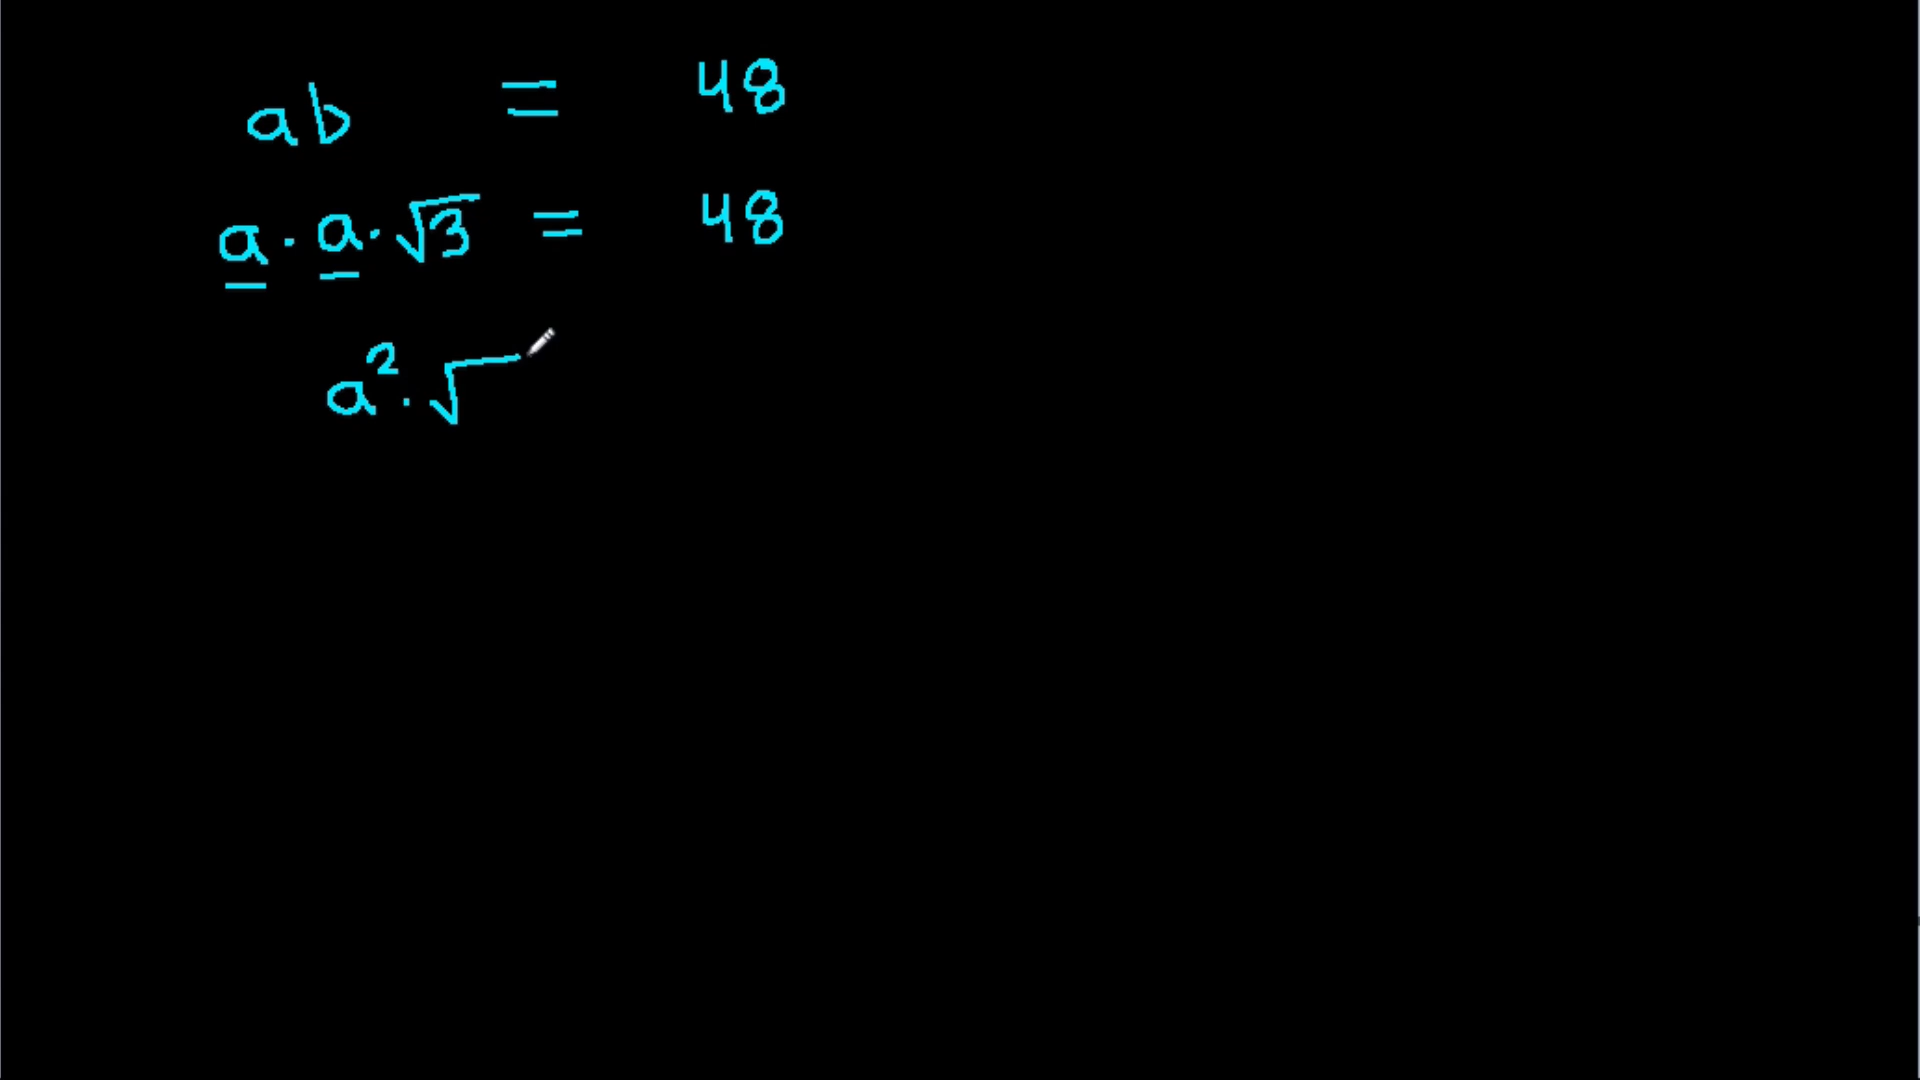 ab = 48
a · a · √3 = 48
a² · √